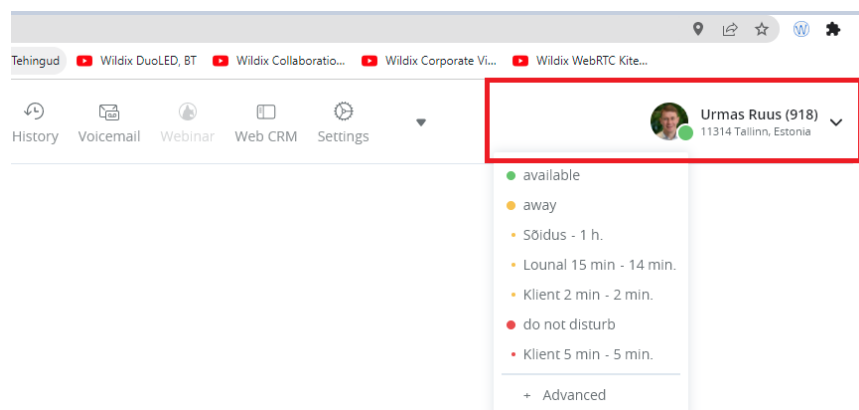 Tehingud Wildix DuoLED, BT Wildix Collaboratio... Wildix Corporate Vi... Wildix WebRTC Kite...
History Voicemail Webinar Web CRM Settings
Urmas Ruus (918)
11314 Tallinn, Estonia
available
away
Sõidus - 1 h.
Lounal 15 min - 14 min.
Klient 2 min - 2 min.
do not disturb
Klient 5 min - 5 min.
+ Advanced